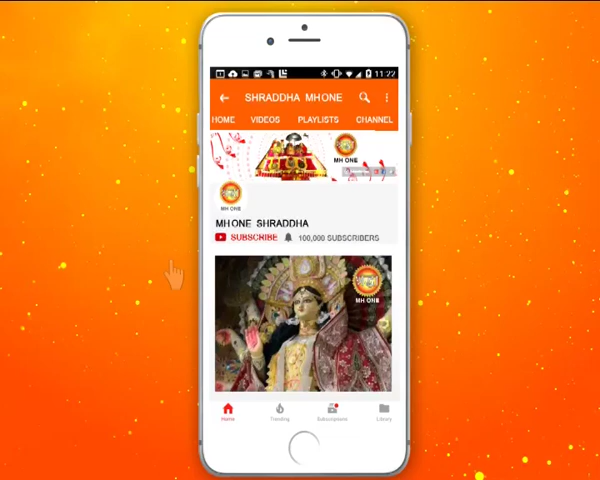 11:22
SHRADDHA MHONE
HOME VIDEOS PLAYLISTS CHANNEL
MH ONE
MH ONE
MHONE SHRADDHA
SUBSCRIBE 100,000 SUBSCRIBERS
MH ONE
Home Trending Subscriptions Library